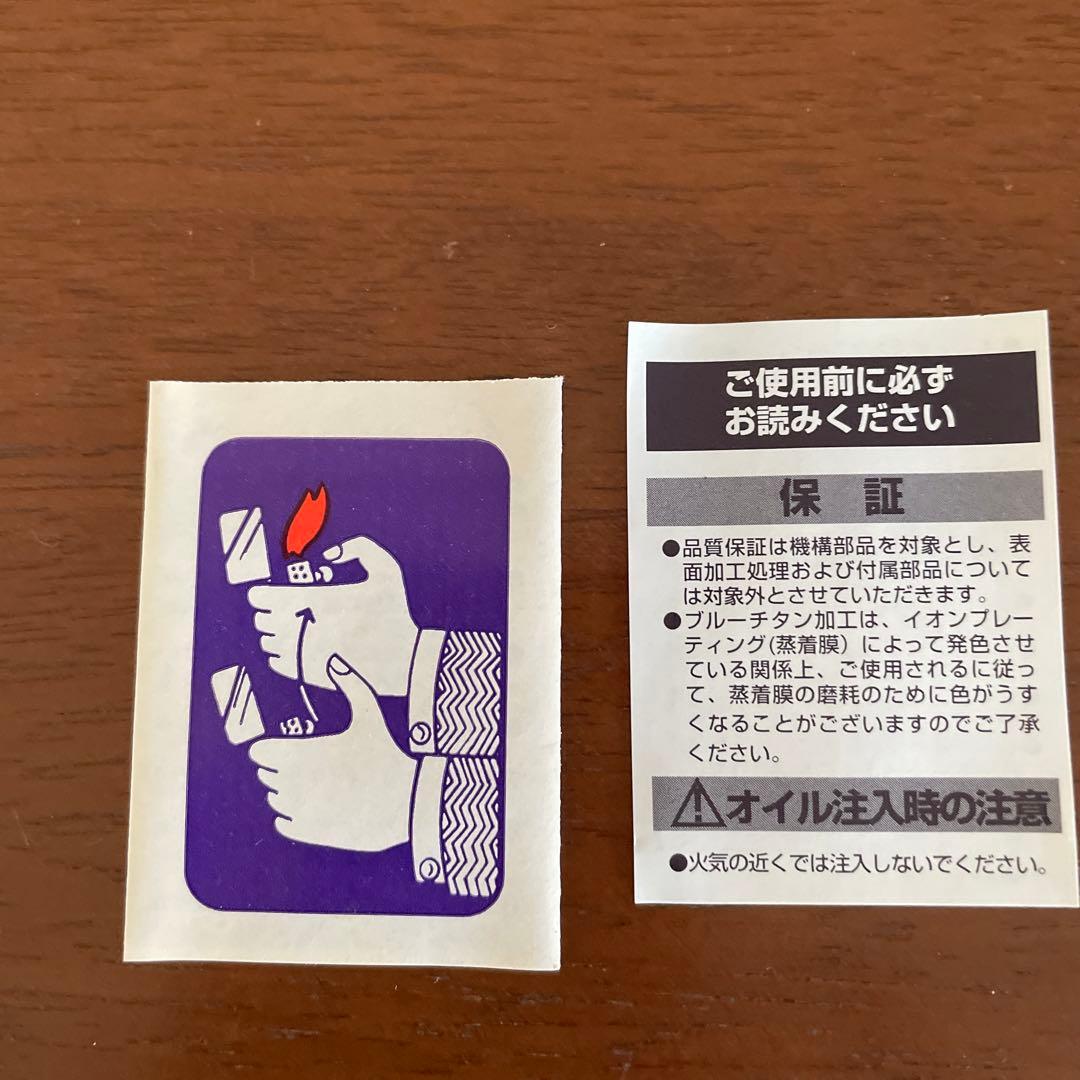 ご使用前に必ず
お読みください
保 証
●品質保証は機構部品を対象とし、表
面加工処理および付属部品について
は対象外とさせていただきます。
●ブルーチタン加工は、イオンプレー
ティング(蒸着膜)によって発色させ
ている関係上、ご使用されるに従っ
て、蒸着膜の磨耗のために色がうす
くなることがございますのでご了承
ください。
⚠オイル注入時の注意
●火気の近くでは注入しないでください。